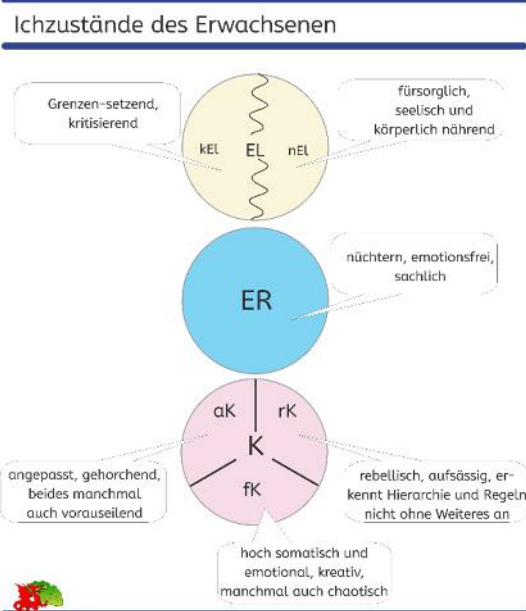 Ichzustände des Erwachsenen
Grenzen-setzend,
kritisierend
fürsorglich,
seelisch und
körperlich nährend
kEl
EL
nEl
nüchtern, emotionsfrei,
sachlich
ER
aK
rK
K
fK
angepasst, gehorchend,
beides manchmal
auch vorauseilend
rebellisch, aufsässig, er-
kennt Hierarchie und Regeln
nicht ohne Weiteres an
hoch somatisch und
emotional, kreativ,
manchmal auch chaotisch